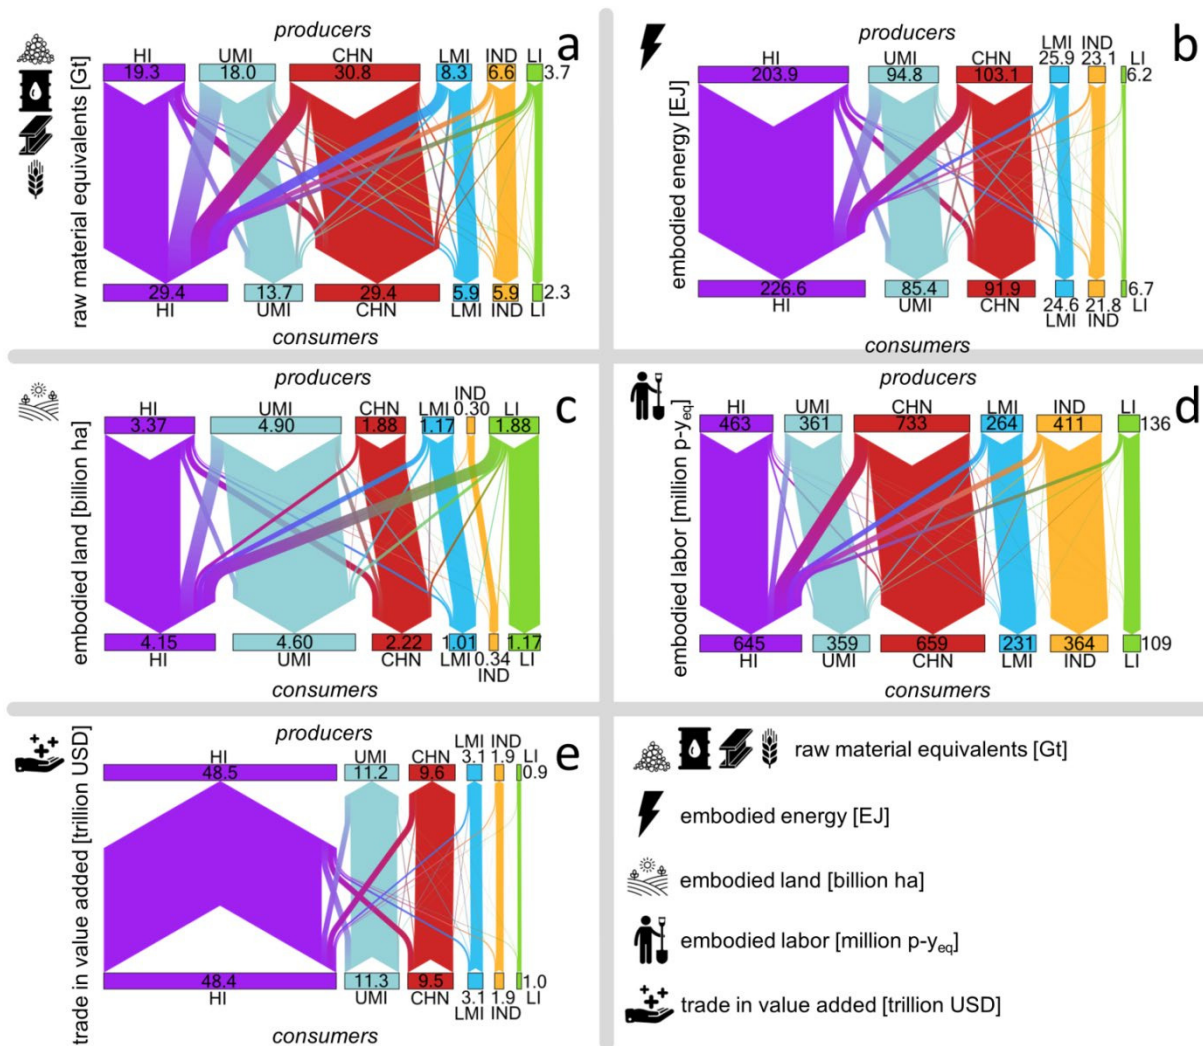 a
producers
HI UMI CHN LMI IND LI
19.3 18.0 30.8 8.3 6.6 3.7
raw material equivalents [Gt]
29.4 13.7 29.4 5.9 5.9 2.3
HI UMI CHN LMI IND LI
consumers
b
producers
HI UMI CHN LMI IND LI
203.9 94.8 103.1 25.9 23.1 6.2
embodied energy [EJ]
226.6 85.4 91.9 24.6 21.8 6.7
HI UMI CHN LMI IND LI
consumers
c
producers
HI UMI CHN LMI IND LI
3.37 4.90 1.88 1.17 0.30 1.88
embodied land [billion ha]
4.15 4.60 2.22 1.01 0.34 1.17
HI UMI CHN LMI IND LI
consumers
d
producers
HI UMI CHN LMI IND LI
463 361 733 264 411 136
embodied labor [million p-yeq]
645 359 659 231 364 109
HI UMI CHN LMI IND LI
consumers
e
producers
HI UMI CHN LMI IND LI
48.5 11.2 9.6 3.1 1.9 0.9
trade in value added [trillion USD]
48.4 11.3 9.5 3.1 1.9 1.0
HI UMI CHN LMI IND LI
consumers
raw material equivalents [Gt]
embodied energy [EJ]
embodied land [billion ha]
embodied labor [million p-yeq]
trade in value added [trillion USD]